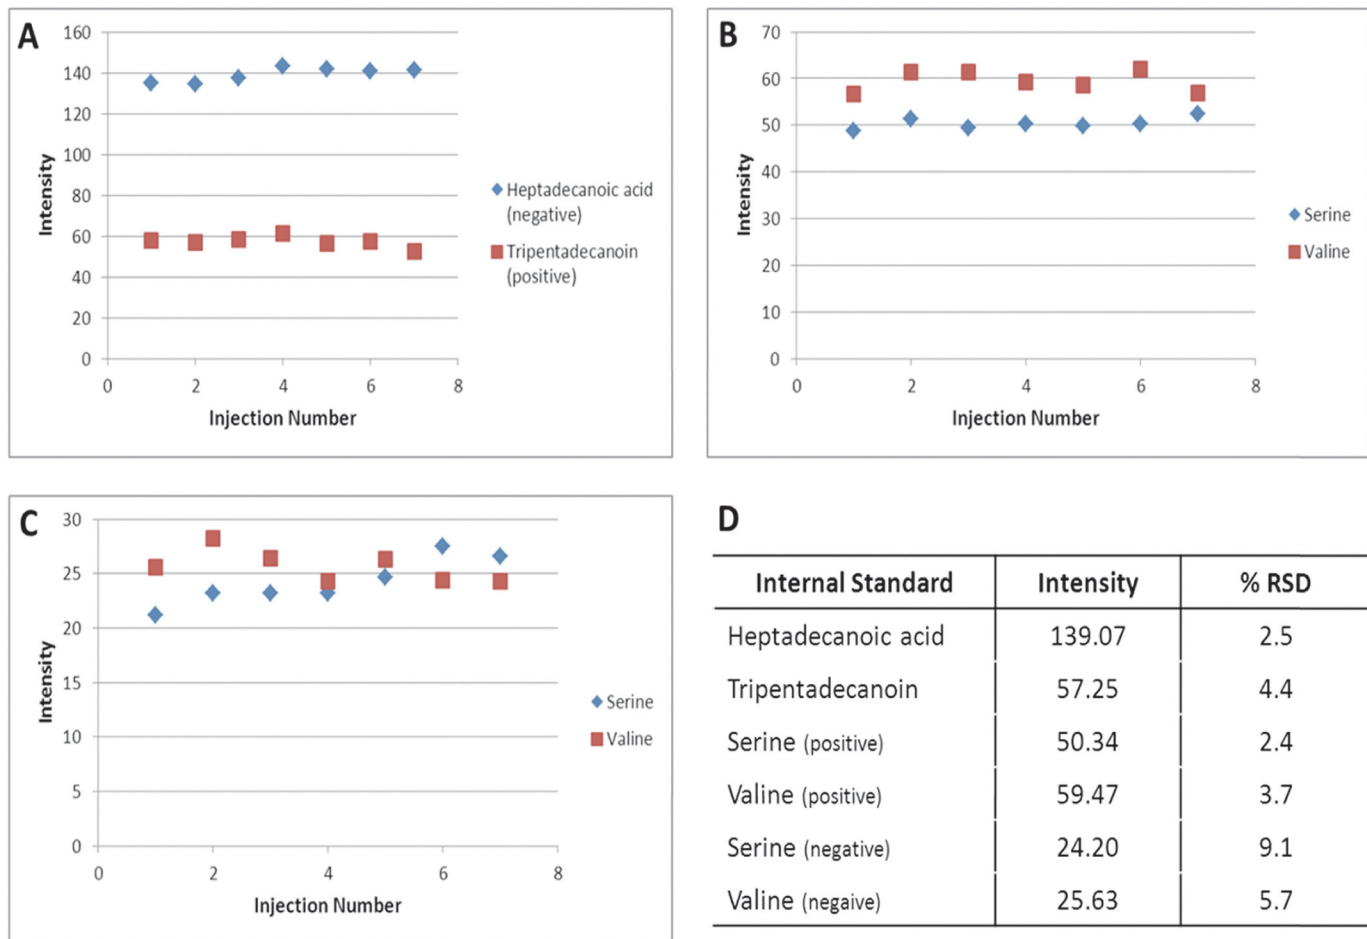 A
160
140
120
100
80
60
40
20
0
0 2 4 6 8
Intensity
Injection Number
Heptadecanoic acid
(negative)
Tripentadecanoin
(positive)
B
70
60
50
40
30
20
10
0
0 2 4 6 8
Intensity
Injection Number
Serine
Valine
C
30
25
20
15
10
5
0
0 2 4 6 8
Intensity
Injection Number
Serine
Valine
D
Internal Standard Intensity % RSD
Heptadecanoic acid 139.07 2.5
Tripentadecanoin 57.25 4.4
Serine (positive) 50.34 2.4
Valine (positive) 59.47 3.7
Serine (negative) 24.20 9.1
Valine (negaive) 25.63 5.7